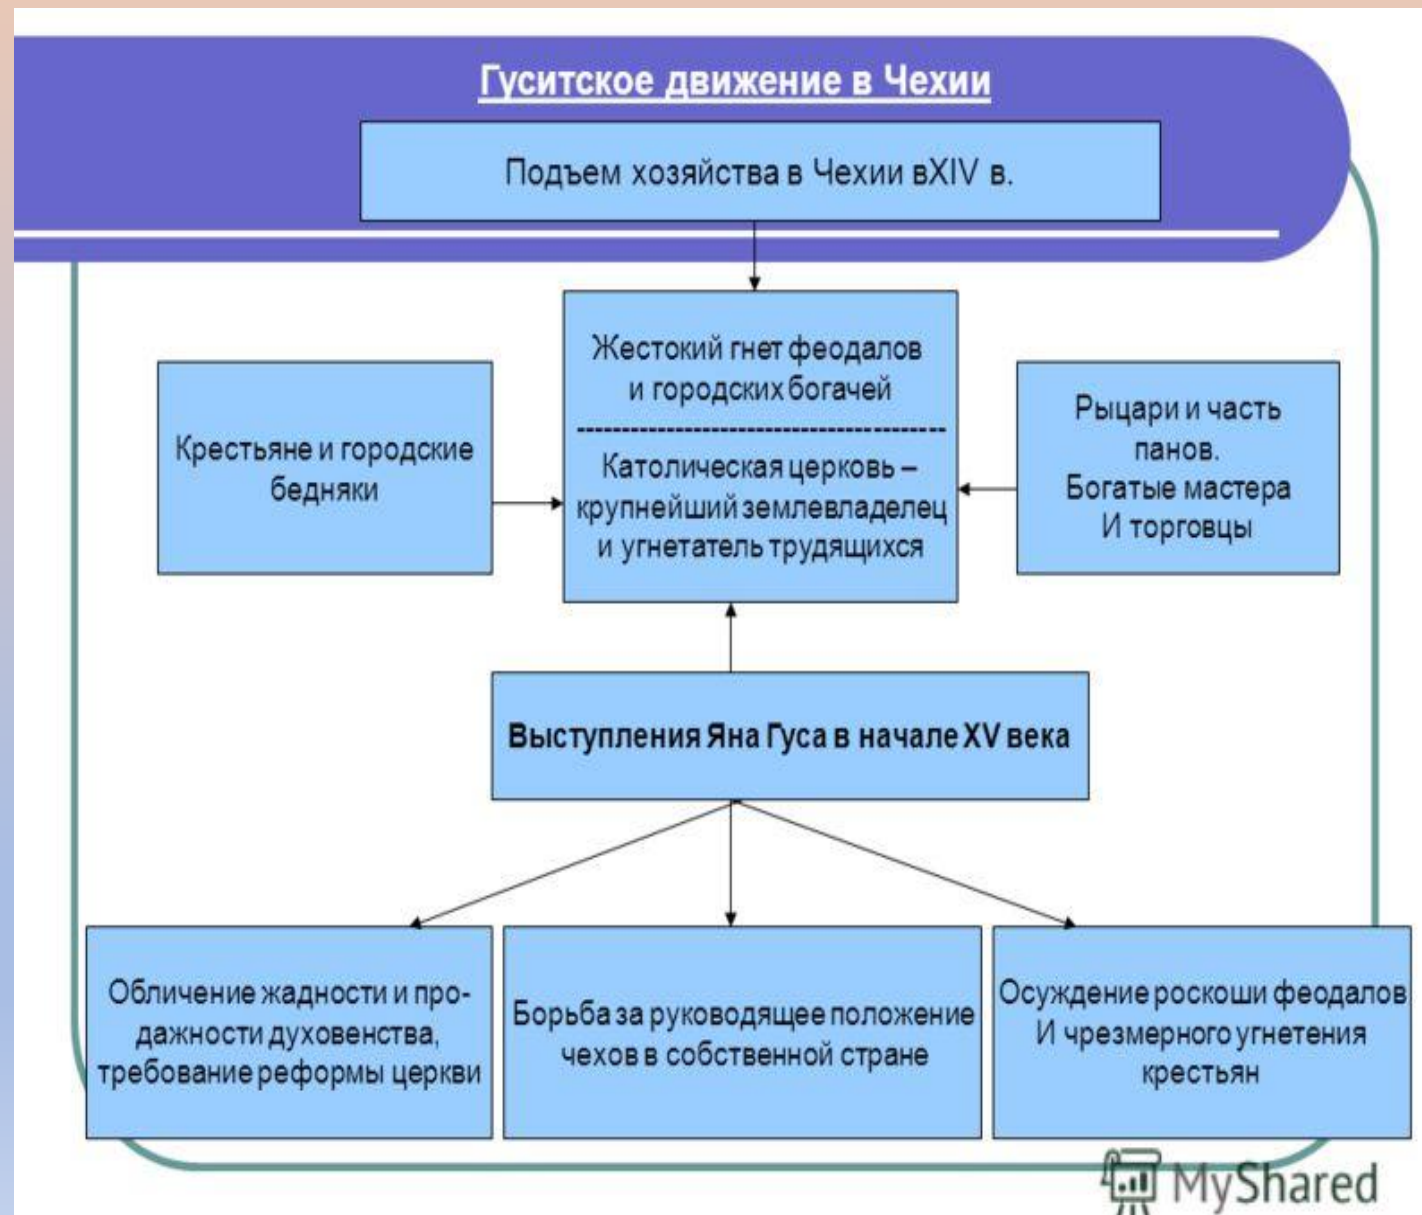 Гуситское движение в Чехии
Подъем хозяйства в Чехии вXIV в.
Жестокий гнет феодалов
и городских богачей
-----------------------------------------
Католическая церковь –
крупнейший землевладелец
и угнетатель трудящихся
Крестьяне и городские
бедняки
Рыцари и часть
панов.
Богатые мастера
И торговцы
Выступления Яна Гуса в начале XV века
Обличение жадности и про-
дажности духовенства,
требование реформы церкви
Борьба за руководящее положение
чехов в собственной стране
Осуждение роскоши феодалов
И чрезмерного угнетения
крестьян
MyShared